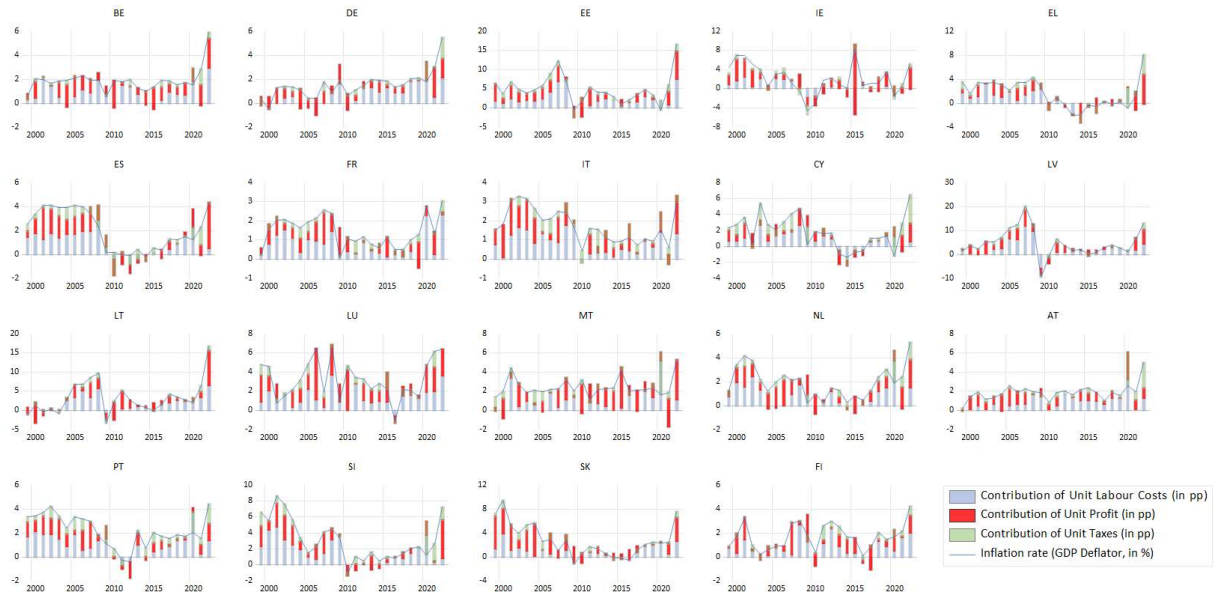 BE DE EE IE EL
6 6 20 12 6
4 4 15 8 4
2 2 10 4 2
0 0 5 0 0
-2 -2 0 -4 -2
-5 -8 -4
2000 2005 2010 2015 2020 2000 2005 2010 2015 2020 2000 2005 2010 2015 2020 2000 2005 2010 2015 2020 2000 2005 2010 2015 2020
ES FR IT CY LV
6 4 4 8 30
4 3 3 6 20
2 2 2 4 10
0 1 1 2 0
-2 0 0 0 -10
-1 -1 -2
-4
2000 2005 2010 2015 2020 2000 2005 2010 2015 2020 2000 2005 2010 2015 2020 2000 2005 2010 2015 2020 2000 2005 2010 2015 2020
LT LU MT NL AT
20 8 8 6 8
15 6 6 4 6
10 4 4 2 4
5 2 2 0 2
0 0 0 -2 0
-5 -2 -2 -2
2000 2005 2010 2015 2020 2000 2005 2010 2015 2020 2000 2005 2010 2015 2020 2000 2005 2010 2015 2020 2000 2005 2010 2015 2020
PT SI SK FI
6 10 12 6
4 8 8 4
2 6 4 2
0 4 0 0
-2 2 -4 -2
0
-2
2000 2005 2010 2015 2020 2000 2005 2010 2015 2020 2000 2005 2010 2015 2020 2000 2005 2010 2015 2020
Contribution of Unit Labour Costs (in pp)
Contribution of Unit Profit (in pp)
Contribution of Unit Taxes (in pp)
Inflation rate (GDP Deflator, in %)